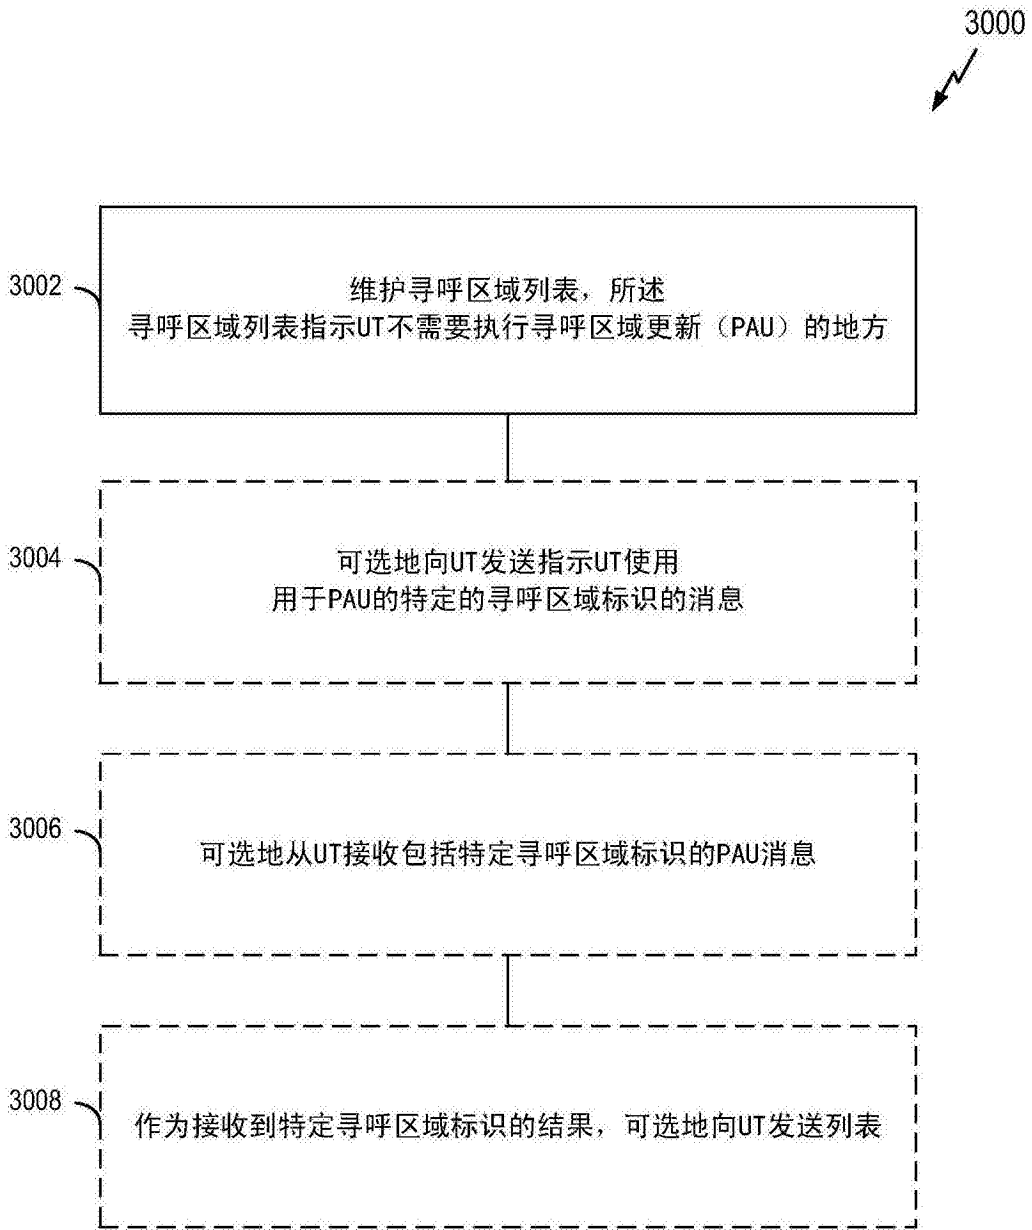 3000
3002
维护寻呼区域列表，所述
寻呼区域列表指示UT不需要执行寻呼区域更新（PAU）的地方
3004
可选地向UT发送指示UT使用
用于PAU的特定的寻呼区域标识的消息
3006
可选地从UT接收包括特定寻呼区域标识的PAU消息
3008
作为接收到特定寻呼区域标识的结果，可选地向UT发送列表